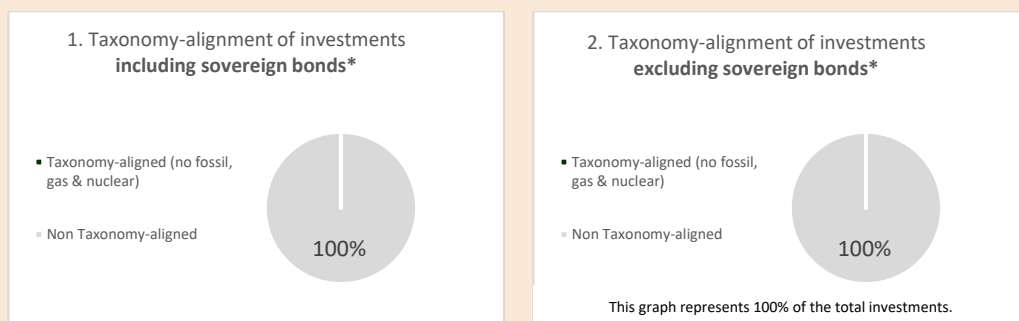 1. Taxonomy-alignment of investments
including sovereign bonds*
Taxonomy-aligned (no fossil,
gas & nuclear)
Non Taxonomy-aligned
100%
2. Taxonomy-alignment of investments
excluding sovereign bonds*
Taxonomy-aligned (no fossil,
gas & nuclear)
Non Taxonomy-aligned
100%
This graph represents 100% of the total investments.